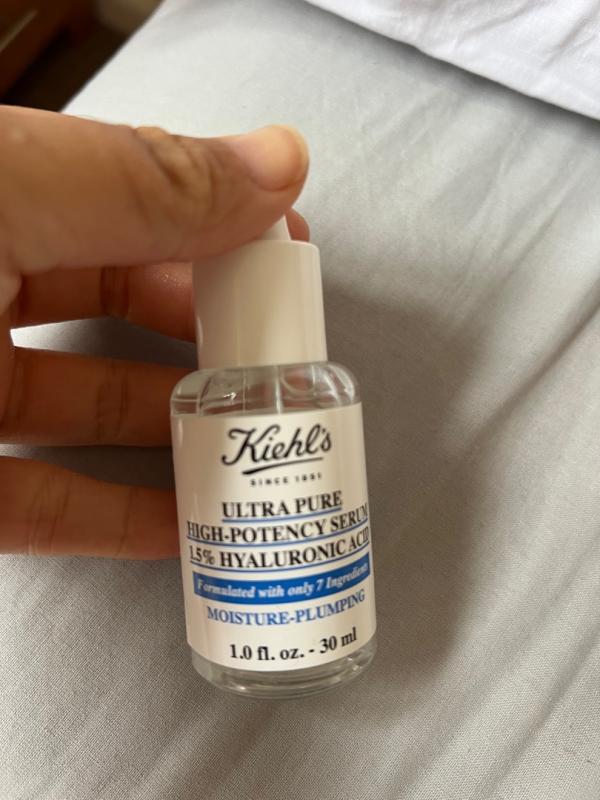 Kiehl's
SINCE 1851
ULTRA PURE
HIGH-POTENCY SERUM
1.5% HYALURONIC ACID
Formulated with only 7 Ingredients
MOISTURE-PLUMPING
1.0 fl. oz. - 30 ml